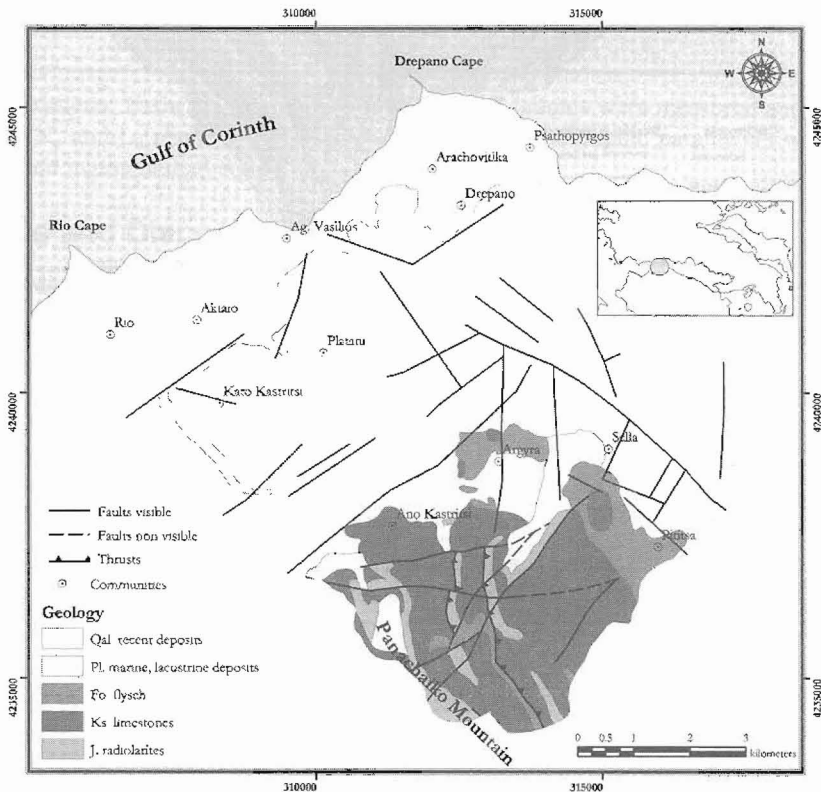 310000
315000
Drepano Cape
N
W E
S
4245000
4245000
Gulf of Corinth
Psathopyrgos
Arachovitika
Drepano
Rio Cape
Ag. Vasilios
Rio
Aktaio
Platani
Kato Kastritsi
4240000
4240000
Sella
Argyra
Ano Kastritsi
Pititsa
Faults visible
Faults non visible
Thrusts
Communities
Geology
Qal. recent deposits
Pl. marine, lacustrine deposits
Fo flysch
Ks limestones
J. radiolarites
Panachaiko Mountain
4235000
4235000
0 0.5 1 2 3
kilometers
310000
315000